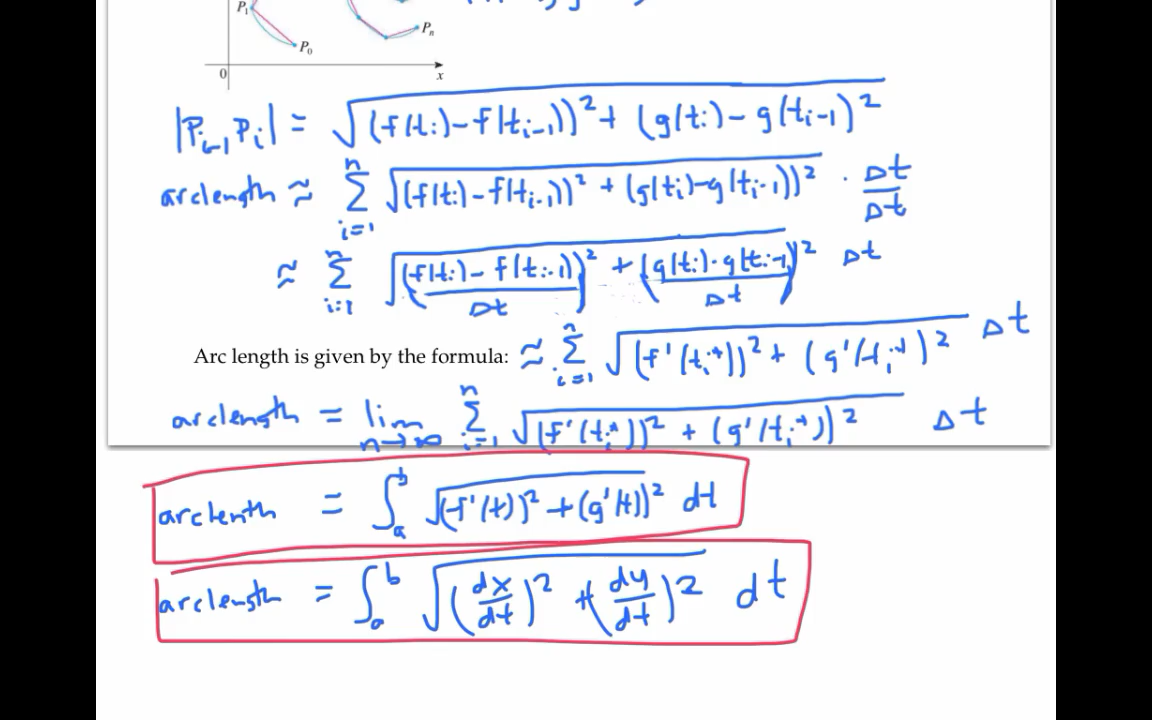 P₁
P₀
Pₙ
0
x
|Pᵢ₋₁Pᵢ| = √(f(tᵢ)-f(tᵢ₋₁))² + (g(tᵢ)-g(tᵢ₋₁)²
arclength ≈ Σᵢ₌₁ⁿ √(f(tᵢ)-f(tᵢ₋₁))² + (g(tᵢ)-g(tᵢ₋₁))² · Δt/Δt
≈ Σᵢ₌₁ⁿ √((f(tᵢ)-f(tᵢ₋₁))/Δt)² + ((g(tᵢ)-g(tᵢ₋₁))/Δt)² Δt
Arc length is given by the formula: ≈ Σᵢ₌₁ⁿ √(f'(tᵢ*))² + (g'(tᵢ*)² Δt
arclength = lim n→∞ Σᵢ₌₁ⁿ √(f'(tᵢ*))² + (g'(tᵢ*))² Δt
arclenth = ∫ₐᵇ √(f'(t))² + (g'(t))² dt
arclength = ∫ₐᵇ √(dx/dt)² + (dy/dt)² dt